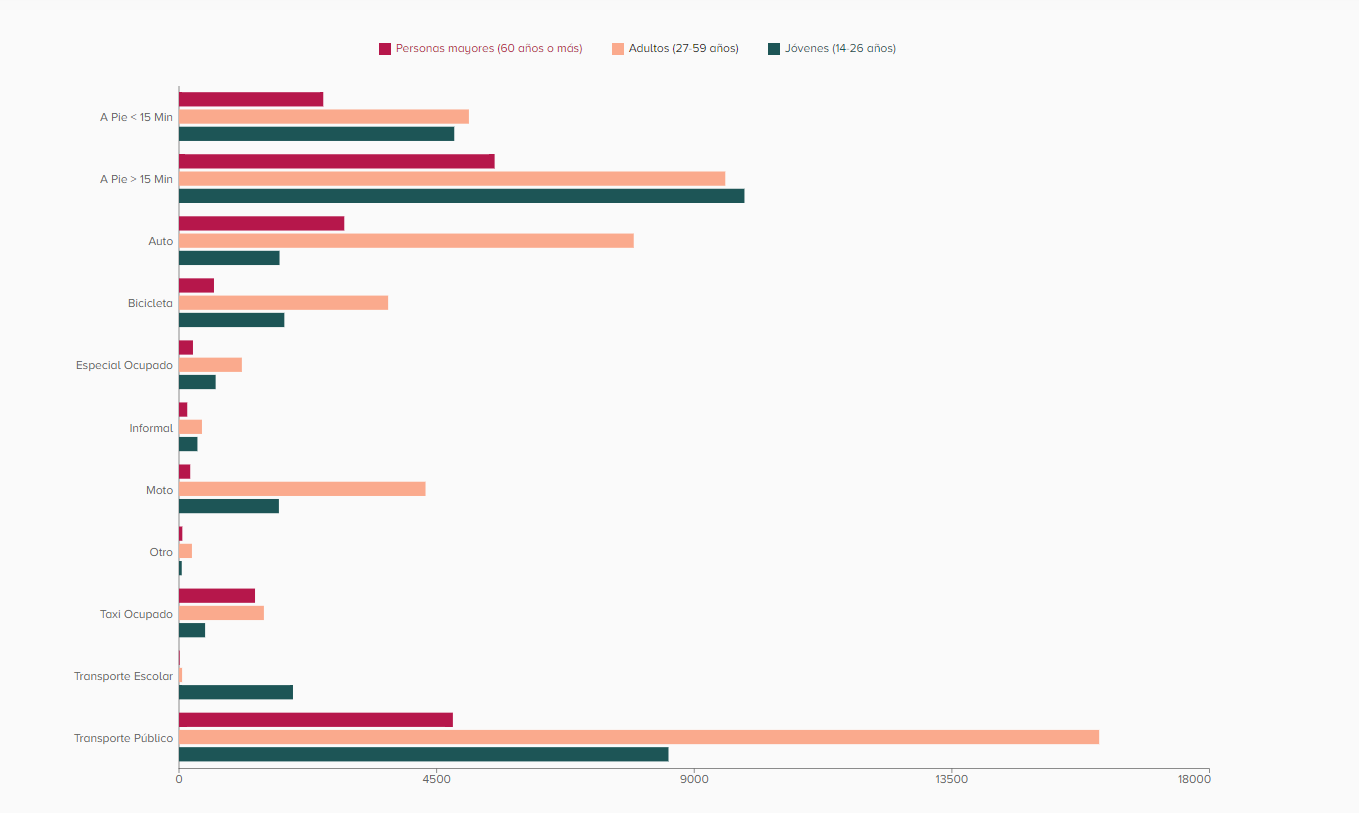 Personas mayores (60 años o más) Adultos (27-59 años) Jóvenes (14-26 años)
A Pie < 15 Min
A Pie > 15 Min
Auto
Bicicleta
Especial Ocupado
Informal
Moto
Otro
Taxi Ocupado
Transporte Escolar
Transporte Público
0 4500 9000 13500 18000